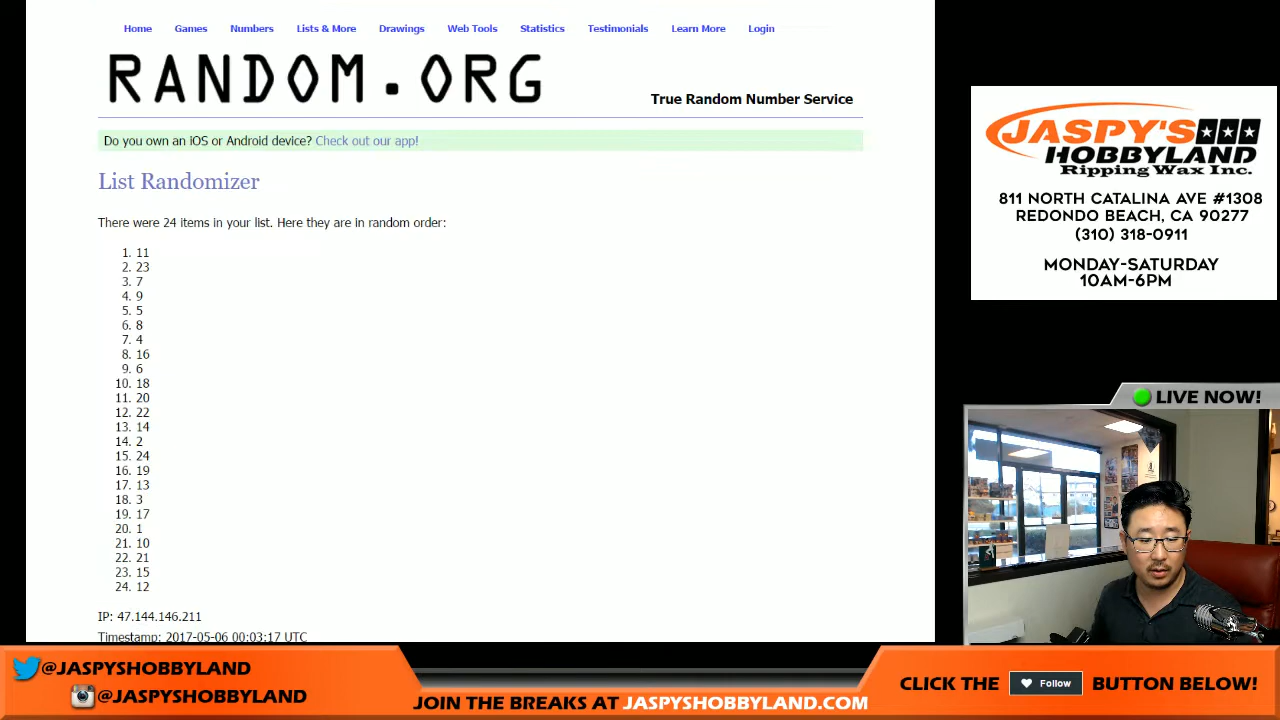 Home Games Numbers Lists & More Drawings Web Tools Statistics Testimonials Learn More Login
RANDOM.ORG
True Random Number Service
Do you own an iOS or Android device? Check out our app!
List Randomizer
There were 24 items in your list. Here they are in random order:
1. 11
2. 23
3. 7
4. 9
5. 5
6. 8
7. 4
8. 16
9. 6
10. 18
11. 20
12. 22
13. 14
14. 2
15. 24
16. 19
17. 13
18. 3
19. 17
20. 1
21. 10
22. 21
23. 15
24. 12
IP: 47.144.146.211
Timestamp: 2017-05-06 00:03:17 UTC
JASPY'S
HOBBYLAND
Ripping Wax Inc.
811 NORTH CATALINA AVE #1308
REDONDO BEACH, CA 90277
(310) 318-0911
MONDAY-SATURDAY
10AM-6PM
LIVE NOW!
@JASPYSHOBBYLAND
@JASPYSHOBBYLAND
JOIN THE BREAKS AT JASPYSHOBBYLAND.COM
CLICK THE Follow BUTTON BELOW!